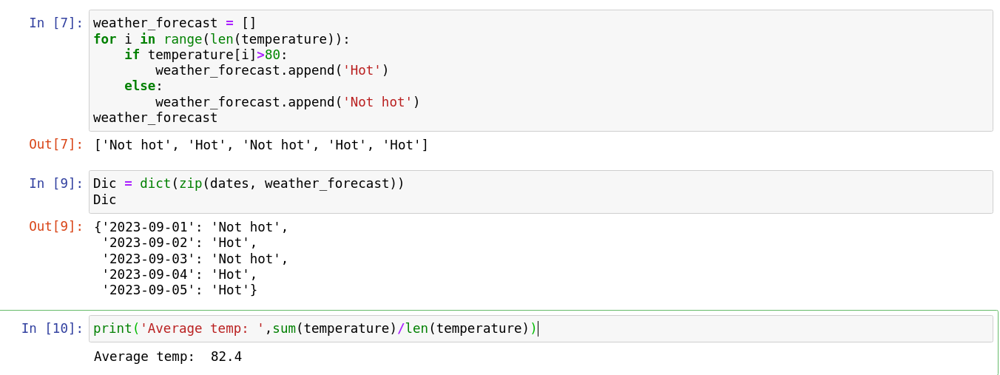 In [7]: weather_forecast = []
for i in range(len(temperature)):
    if temperature[i]>80:
        weather_forecast.append('Hot')
    else:
        weather_forecast.append('Not hot')
weather_forecast
Out[7]: ['Not hot', 'Hot', 'Not hot', 'Hot', 'Hot']
In [9]: Dic = dict(zip(dates, weather_forecast))
Dic
Out[9]: {'2023-09-01': 'Not hot',
 '2023-09-02': 'Hot',
 '2023-09-03': 'Not hot',
 '2023-09-04': 'Hot',
 '2023-09-05': 'Hot'}
In [10]: print('Average temp: ',sum(temperature)/len(temperature))
Average temp:  82.4